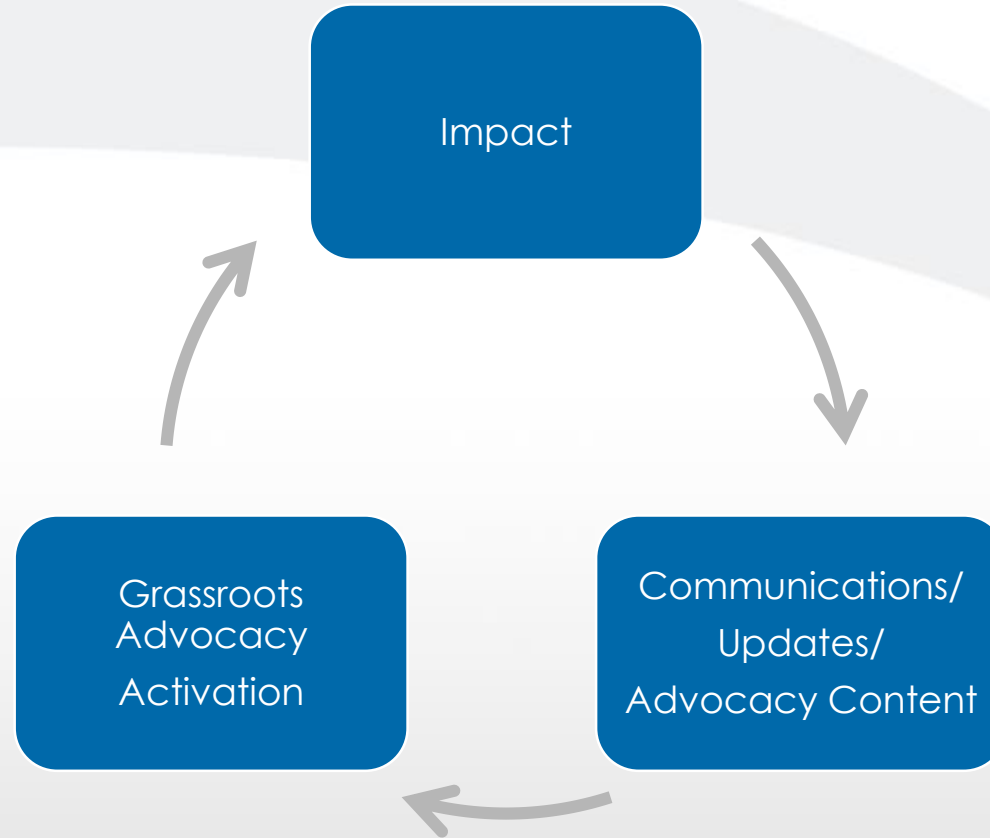 Impact
Grassroots
Advocacy
Activation
Communications/
Updates/
Advocacy Content